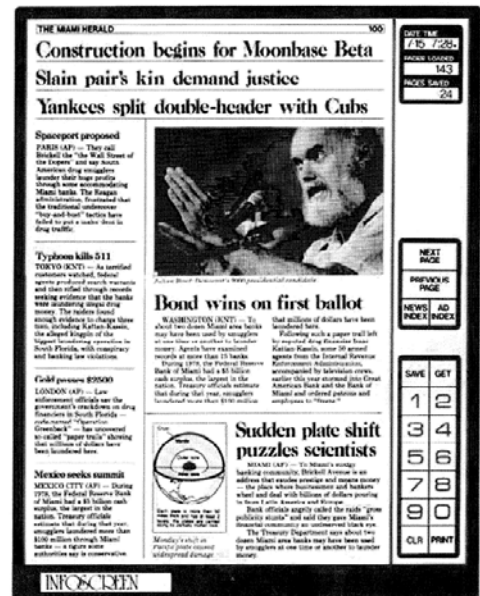 THE MIAMI HERALD 100
Construction begins for Moonbase Beta
Slain pair's kin demand justice
Yankees split double-header with Cubs
Spaceport proposed
PARIS (AP) — They call
Brickell the "the Wall Street of
the Dopers" and say South
American drug smugglers
launder their huge profits
through some accommodating
Miami banks. The Reagan
administration, frustrated that
the traditional undercover
"buy-and-bust" tactics have
failed to put a major dent in
drug traffic.
Typhoon kills 511
TOKYO (KNT) — As terrified
customers watched, federal
agents produced search warrants
and then rifled through records
seeking evidence that the banks
were laundering illegal drug
money. The raiders found
enough evidence to charge three
men, including Kattan-Kassin,
the alleged kingpin of the
biggest laundering operation in
South Florida, with conspiracy
and banking law violations.
Gold passes $2500
LONDON (AP) — Law
enforcement officials see the
government's crackdown on drug
financiers in South Florida —
code-named "Operation
Greenback" — has uncovered
so-called "paper trails" showing
that millions of dollars have
been laundered here.
Mexico seeks summit
MEXICO CITY (AP) — During
1978, the Federal Reserve Bank
of Miami had a $5 billion cash
surplus, the largest in the
nation. Treasury officials
estimate that during that year,
smugglers laundered more than
$100 million through Miami
banks — a figure some
authorities say is conservative.
Julian Bond: Democrat's 2000 presidential candidate
Bond wins on first ballot
WASHINGTON (KNT) — To
about two dozen Miami area banks
may have been used by smugglers
at one time or another to launder
money. Agents have examined
records at more than 15 banks
During 1978, the Federal Reserve
Bank of Miami had a $5 billion
cash surplus, the largest in the
nation. Treasury officials estimate
that during that year, smugglers
laundered more than $100 million
that millions of dollars have been
laundered here.
Following such a paper trail left
by reputed drug financier Isaac
Kattan-Kassin, some 50 armed
agents from the Internal Revenue
Enforcement Administration,
accompanied by television crews,
earlier this year stormed into Great
American Bank and the Bank of
Miami and ordered patrons and
employees to "freeze."
Monday's shift in
Pacific plate caused
widespread damage
Sudden plate shift
puzzles scientists
MIAMI (AP) — To Miami's stodgy
banking community, Brickell Avenue is an
address that exudes prestige and means money
— the place where businessmen and bankers
wheel and deal with billions of dollars pouring
in from Latin America and Europe.
Bank officials angrily called the raids "gross
publicity stunts" and said they gave Miami's
financial community an undeserved black eye.
The Treasury Department says about two
dozen Miami area banks may have been used
by smugglers at one time or another to launder
money.
DATE TIME
7-15 7:28
PAGES LOADED
143
PAGES SAVED
24
NEXT
PAGE
PREVIOUS
PAGE
NEWS INDEX
AD INDEX
SAVE GET
1 2
3 4
5 6
7 8
9 0
CLR PRINT
INFOSCREEN